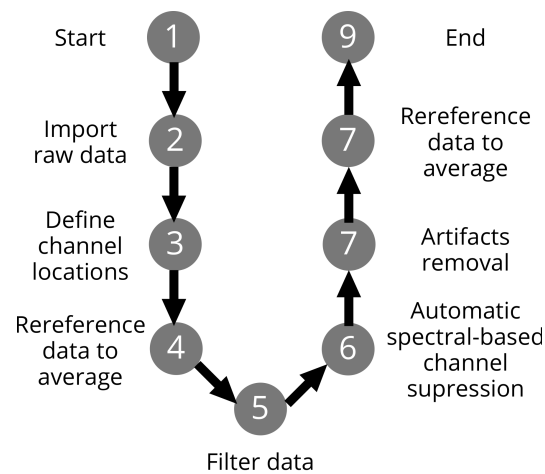 Start
1
Import
raw data
2
Define
channel
locations
3
Rereference
data to
average
4
5
Filter data
6
Automatic
spectral-based
channel
supression
7
Artifacts
removal
7
Rereference
data to
average
9
End